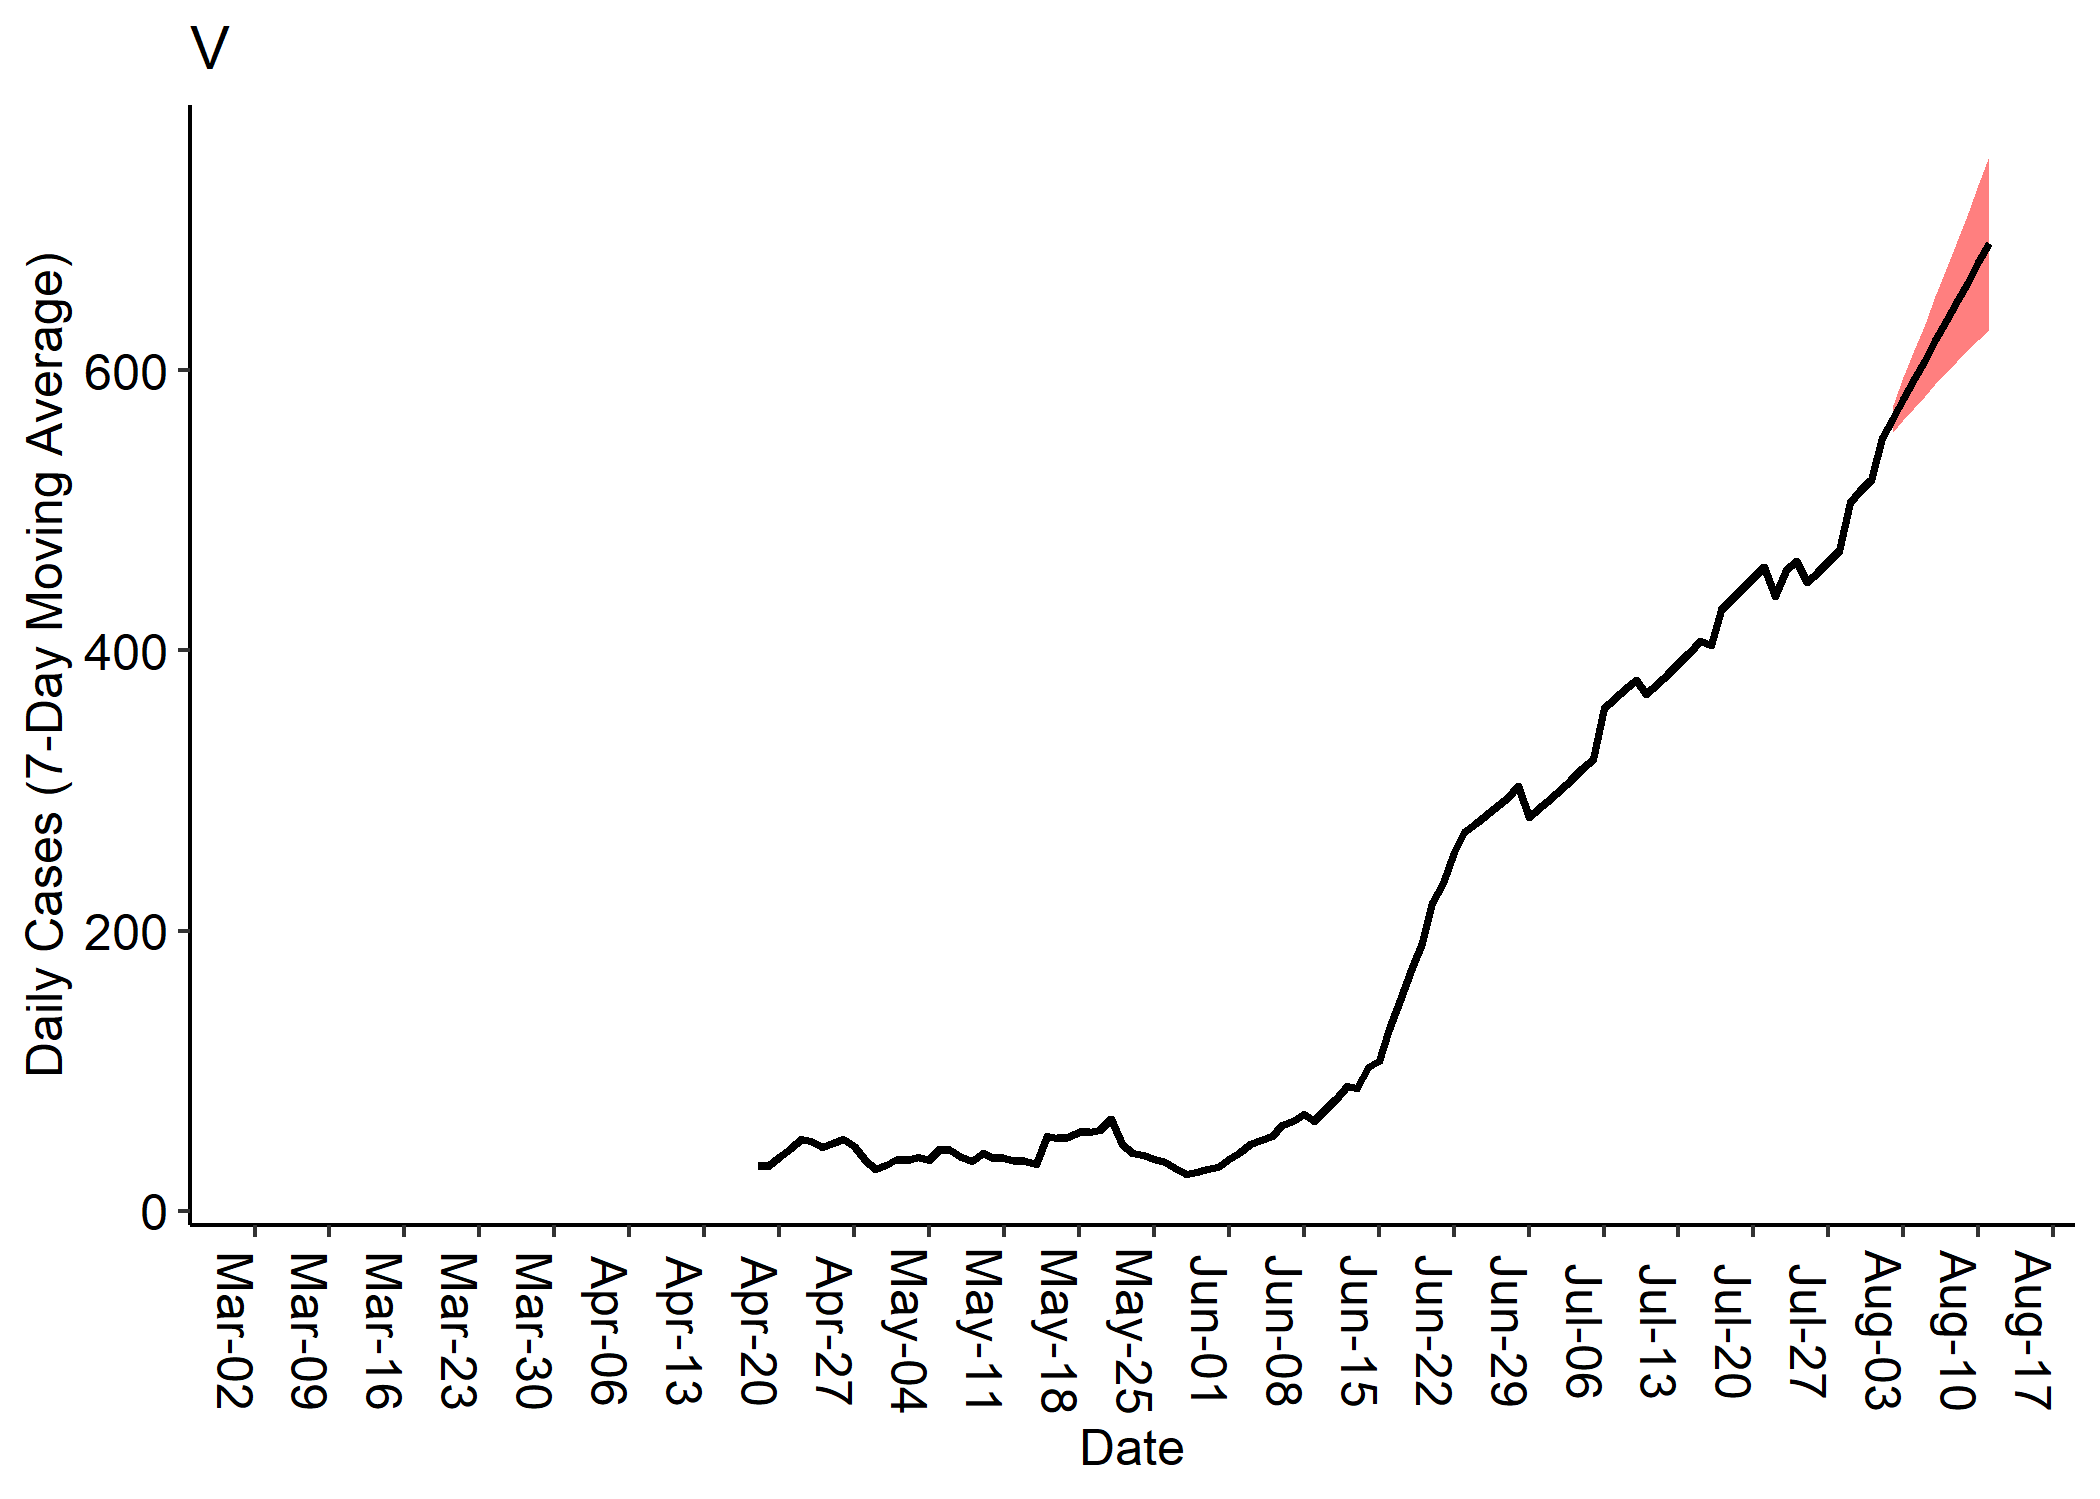 V
Daily Cases (7-Day Moving Average)
600
400
200
0
Mar-02
Mar-09
Mar-16
Mar-23
Mar-30
Apr-06
Apr-13
Apr-20
Apr-27
May-04
May-11
May-18
May-25
Jun-01
Jun-08
Jun-15
Jun-22
Jun-29
Jul-06
Jul-13
Jul-20
Jul-27
Aug-03
Aug-10
Aug-17
Date